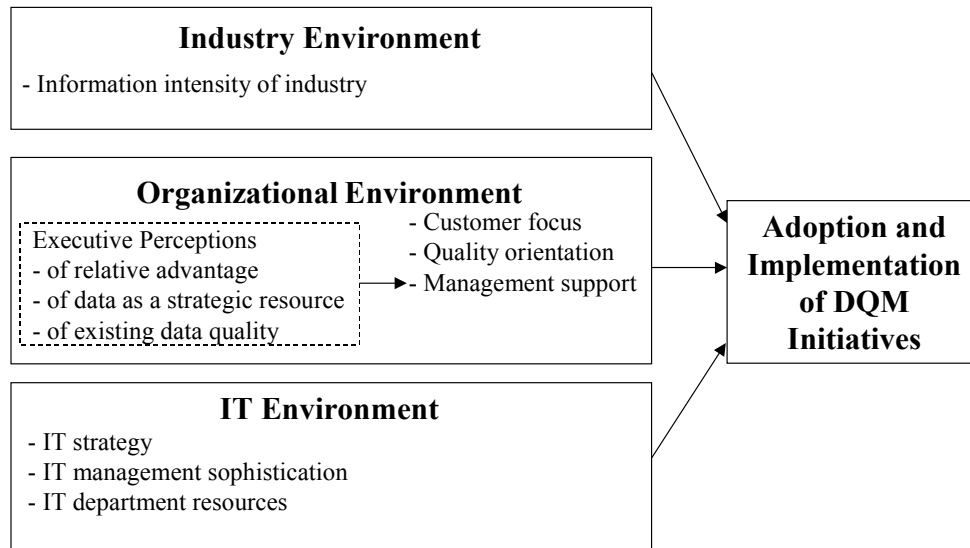 Industry Environment
- Information intensity of industry
Organizational Environment
Executive Perceptions
- of relative advantage
- of data as a strategic resource
- of existing data quality
- Customer focus
- Quality orientation
- Management support
IT Environment
- IT strategy
- IT management sophistication
- IT department resources
Adoption and
Implementation
of DQM
Initiatives